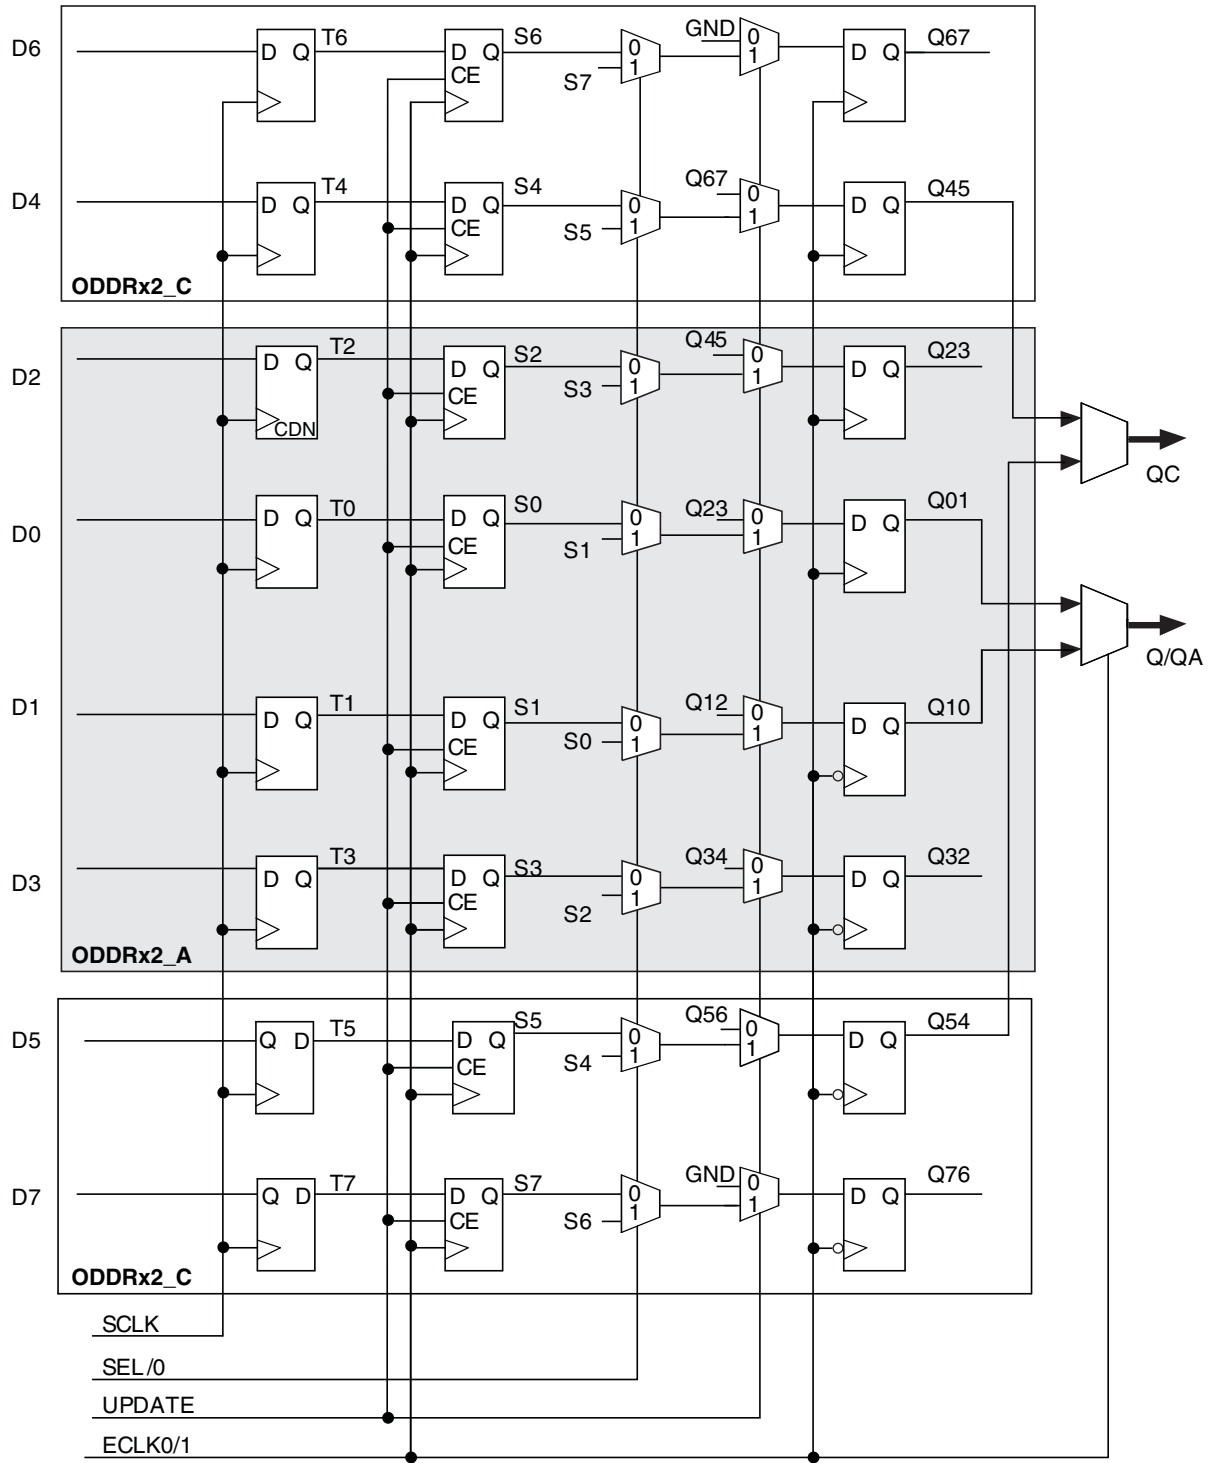 D6
D Q
T6
D Q
CE
S6
0
1
S7
GND
0
1
D Q
Q67
D4
D Q
T4
D Q
CE
S4
0
1
S5
Q67
0
1
D Q
Q45
ODDRx2_C
D2
D Q
CDN
T2
D Q
CE
S2
0
1
S3
Q45
0
1
D Q
Q23
QC
D0
D Q
T0
D Q
CE
S0
0
1
S1
Q23
0
1
D Q
Q01
Q/QA
D1
D Q
T1
D Q
CE
S1
0
1
S0
Q12
0
1
D Q
Q10
D3
D Q
T3
D Q
CE
S3
0
1
S2
Q34
0
1
D Q
Q32
ODDRx2_A
D5
Q D
T5
D Q
CE
S5
0
1
S4
Q56
0
1
D Q
Q54
D7
Q D
T7
D Q
CE
S7
0
1
S6
GND
0
1
D Q
Q76
ODDRx2_C
SCLK
SEL/0
UPDATE
ECLK0/1